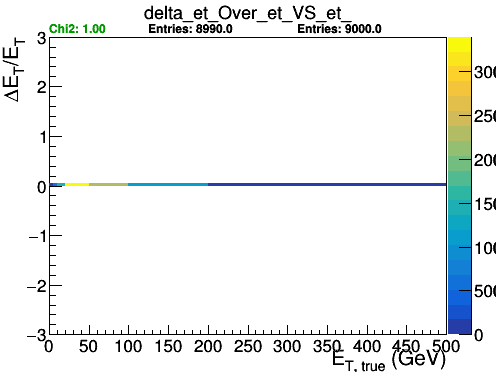 delta_et_Over_et_VS_et_
Chi2: 1.00 Entries: 8990.0 Entries: 9000.0
ΔE_T/E_T
3
2
1
0
−1
−2
−3
0 50 100 150 200 250 300 350 400 450 500
E_T, true (GeV)
300
250
200
150
100
500
0